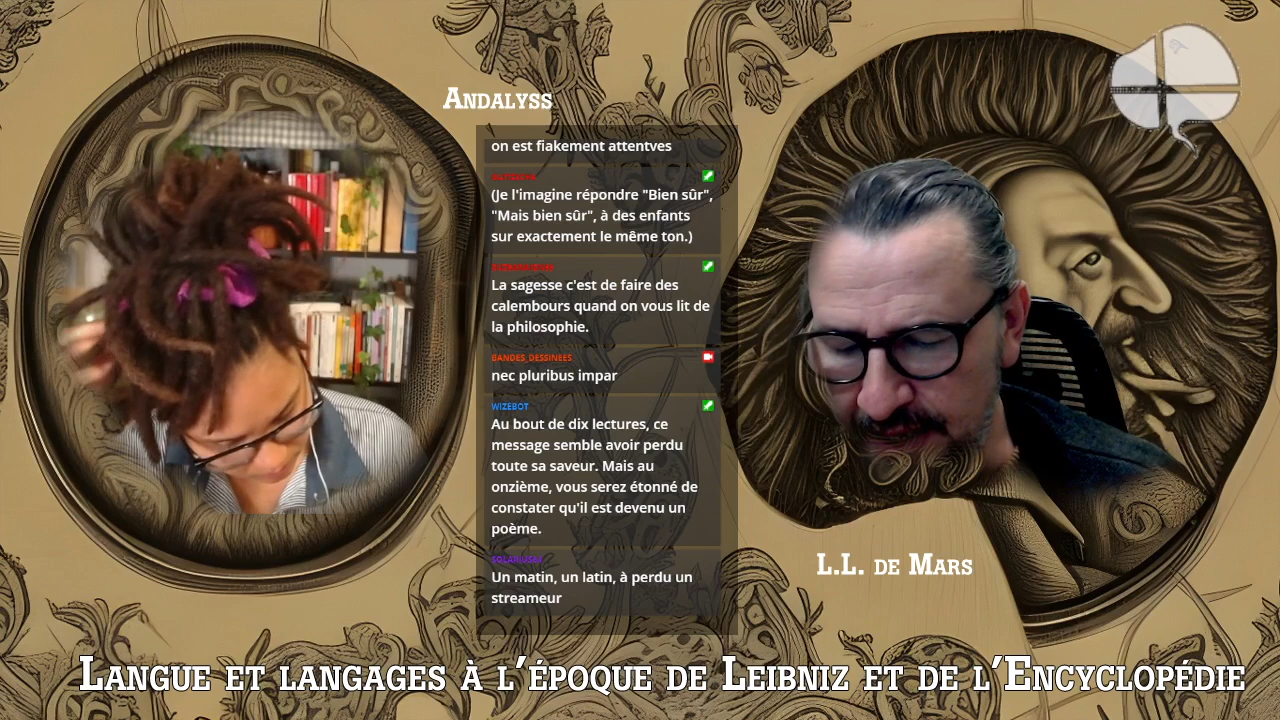 Andalyss
on est fiakement attentves
(Je l'imagine répondre "Bien sûr",
"Mais bien sûr", à des enfants
sur exactement le même ton.)
La sagesse c'est de faire des
calembours quand on vous lit de
la philosophie.
BANDES_DESSINEES
nec pluribus impar
WIZEBOT
Au bout de dix lectures, ce
message semble avoir perdu
toute sa saveur. Mais au
onzième, vous serez étonné de
constater qu'il est devenu un
poème.
Un matin, un latin, à perdu un
streameur
L.L. de Mars
Langue et langages à l'époque de Leibniz et de l'Encyclopédie